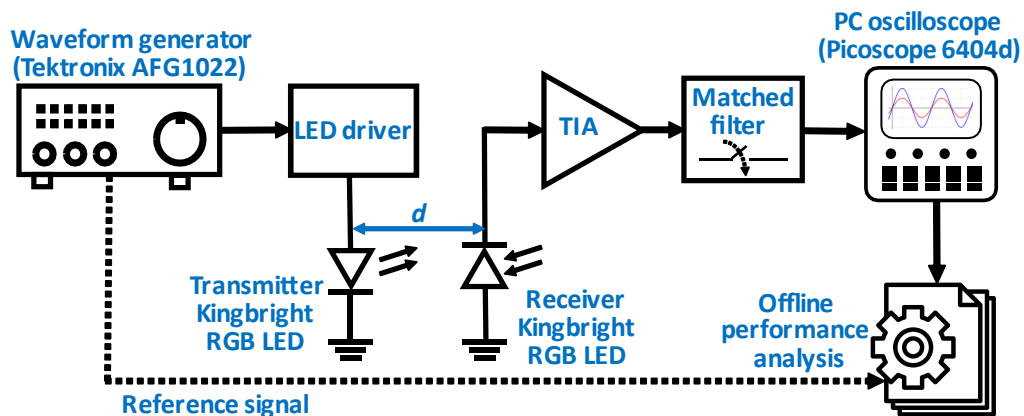 Waveform generator
(Tektronix AFG1022)
LED driver
TIA
Matched
filter
PC oscilloscope
(Picoscope 6404d)
d
Transmitter
Kingbright
RGB LED
Receiver
Kingbright
RGB LED
Offline
performance
analysis
Reference signal